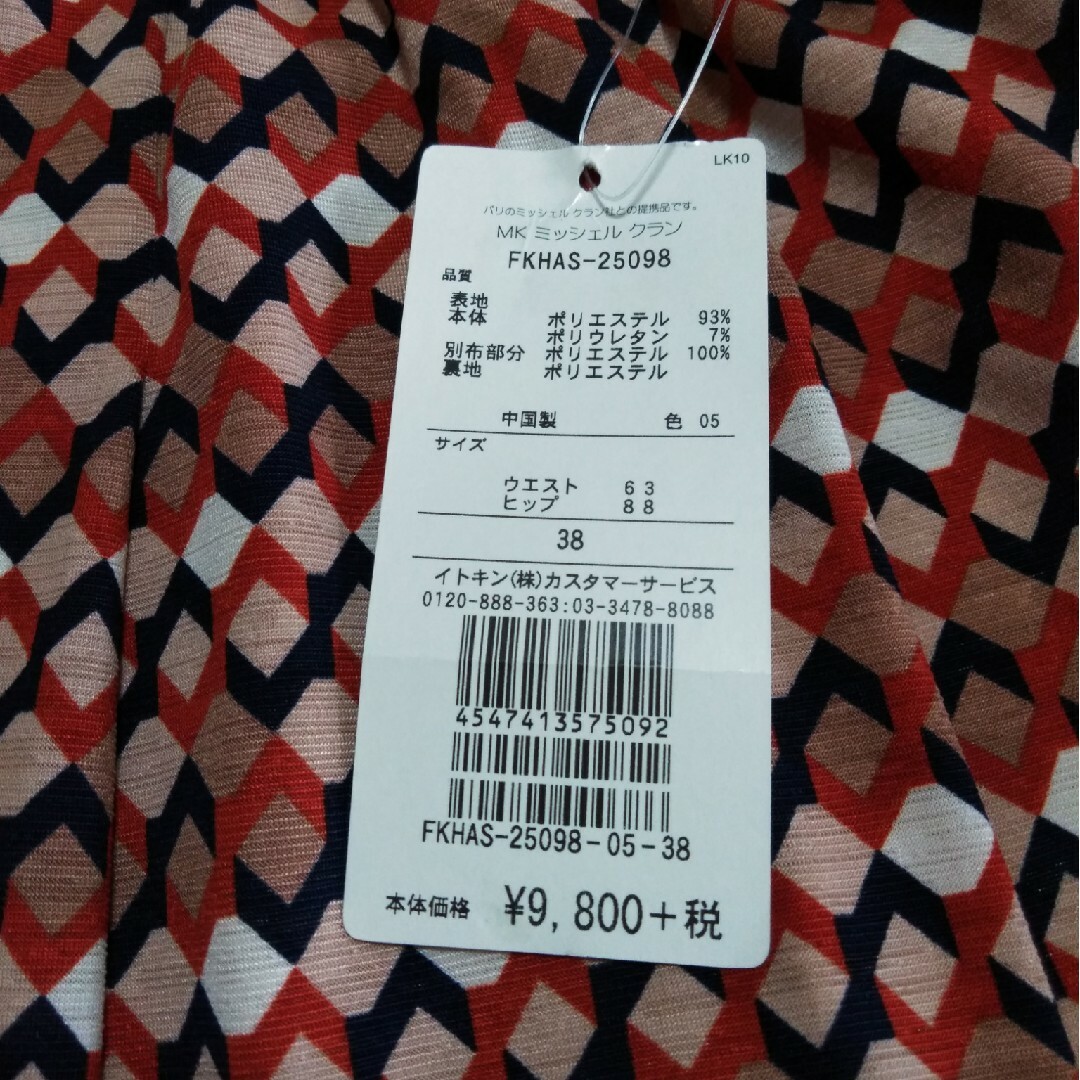 LK10
パリのミッシェル クラン社との提携品です。
MK ミッシェル クラン
FKHAS-25098
品質
表地
本体 ポリエステル 93%
ポリウレタン 7%
別布部分 ポリエステル 100%
裏地 ポリエステル
中国製 色 05
サイズ
ウエスト 63
ヒップ 88
38
イトキン(株)カスタマーサービス
0120-888-363:03-3478-8088
4547413575092
FKHAS-25098-05-38
本体価格 ¥9,800+税